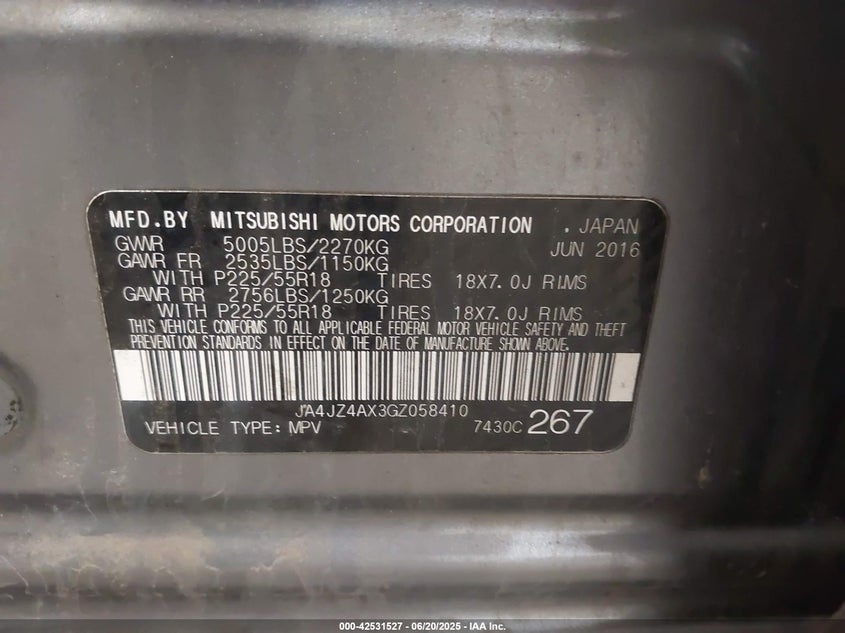 MFD.BY MITSUBISHI MOTORS CORPORATION . JAPAN
GVWR 5005LBS/2270KG JUN 2016
GAWR FR 2535LBS/1150KG
WITH P225/55R18 TIRES 18X7.0J RIMS
GAWR RR 2756LBS/1250KG
WITH P225/55R18 TIRES 18X7.0J RIMS
THIS VEHICLE CONFORMS TO ALL APPLICABLE FEDERAL MOTOR VEHICLE SAFETY AND THEFT
PREVENTION STANDARDS IN EFFECT ON THE DATE OF MANUFACTURE SHOWN ABOVE.
JA4JZ4AX3GZ058410
VEHICLE TYPE: MPV 7430C 267
000-42531527 - 06/20/2025 - IAA Inc.